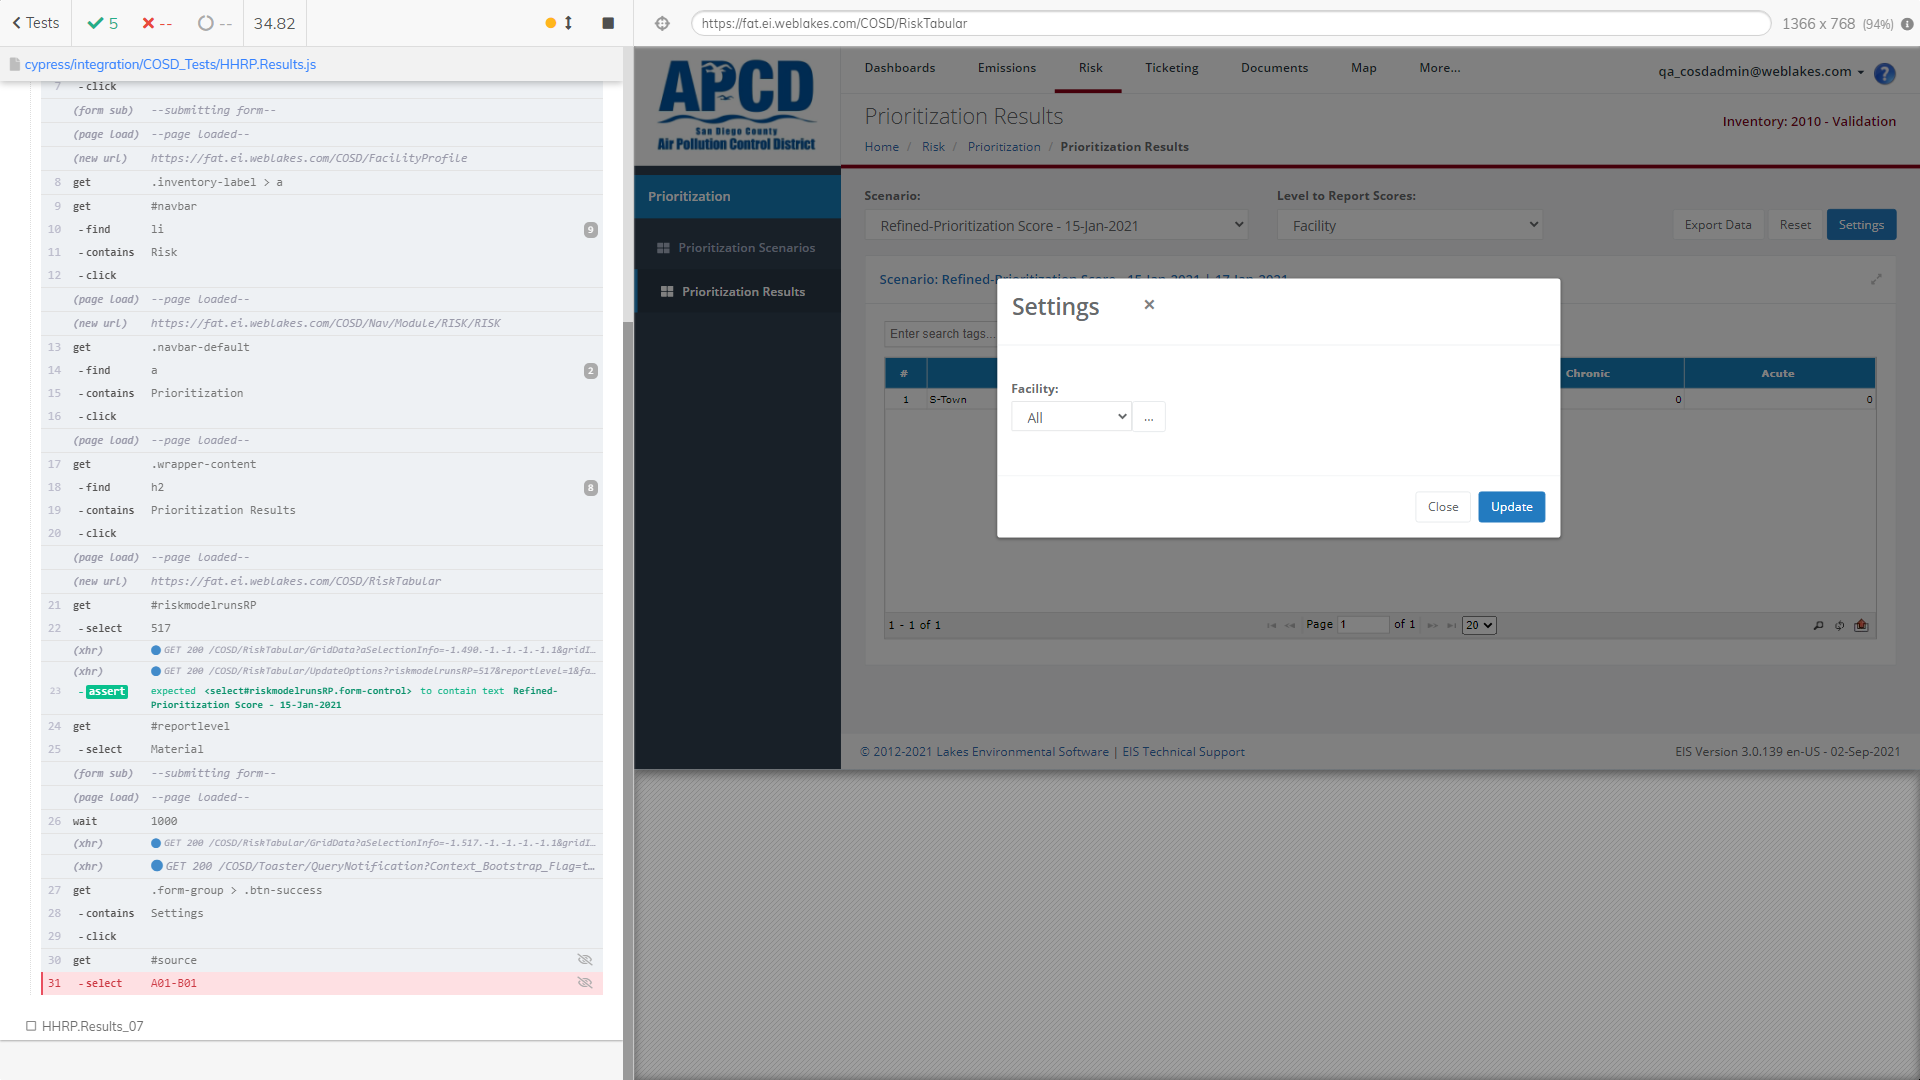 Tests
5
--
--
34.82
https://fat.ei.weblakes.com/COSD/RiskTabular
1366 x 768 (94%)
cypress/integration/COSD_Tests/HHRP.Results.js
7 - click
(form sub) --submitting form--
(page load) --page loaded--
(new url) https://fat.ei.weblakes.com/COSD/FacilityProfile
8 get .inventory-label > a
9 get #navbar
10 - find li 9
11 - contains Risk
12 - click
(page load) --page loaded--
(new url) https://fat.ei.weblakes.com/COSD/Nav/Module/RISK/RISK
13 get .navbar-default
14 - find a 2
15 - contains Prioritization
16 - click
(page load) --page loaded--
17 get .wrapper-content
18 - find h2 8
19 - contains Prioritization Results
20 - click
(page load) --page loaded--
(new url) https://fat.ei.weblakes.com/COSD/RiskTabular
21 get #riskmodelrunsRP
22 - select 517
(xhr) GET 200 /COSD/RiskTabular/GridData?aSelectionInfo=-1.490.-1.-1.-1.-1.1&gridI...
(xhr) GET 200 /COSD/RiskTabular/UpdateOptions?riskmodelrunsRP=517&reportlevel=1&fa...
23 - assert expected <select#riskmodelrunsRP.form-control> to contain text Refined-
Prioritization Score - 15-Jan-2021
24 get #reportlevel
25 - select Material
(form sub) --submitting form--
(page load) --page loaded--
26 wait 1000
(xhr) GET 200 /COSD/RiskTabular/GridData?aSelectionInfo=-1.517.-1.-1.-1.-1.1&gridI...
(xhr) GET 200 /COSD/Toaster/QueryNotification?Context_Bootstrap_Flag=t...
27 get .form-group > .btn-success
28 - contains Settings
29 - click
30 get #source
31 - select A01-B01
HHRP.Results_07
APCD
San Diego County
Air Pollution Control District
Dashboards Emissions Risk Ticketing Documents Map More...
qa_cosdadmin@weblakes.com
?
Prioritization Results
Inventory: 2010 - Validation
Home / Risk / Prioritization / Prioritization Results
Prioritization
Prioritization Scenarios
Prioritization Results
Scenario:
Level to Report Scores:
Refined-Prioritization Score - 15-Jan-2021
Facility
Export Data
Reset
Settings
Scenario: Refined-Prioritization Score - 15-Jan-2021 | 17-Jan-2021
Enter search tags...
# Chronic Acute
1 S-Town 0 0
Settings
×
Facility:
All
...
Close
Update
1 - 1 of 1
Page 1 of 1
20
© 2012-2021 Lakes Environmental Software | EIS Technical Support
EIS Version 3.0.139 en-US - 02-Sep-2021